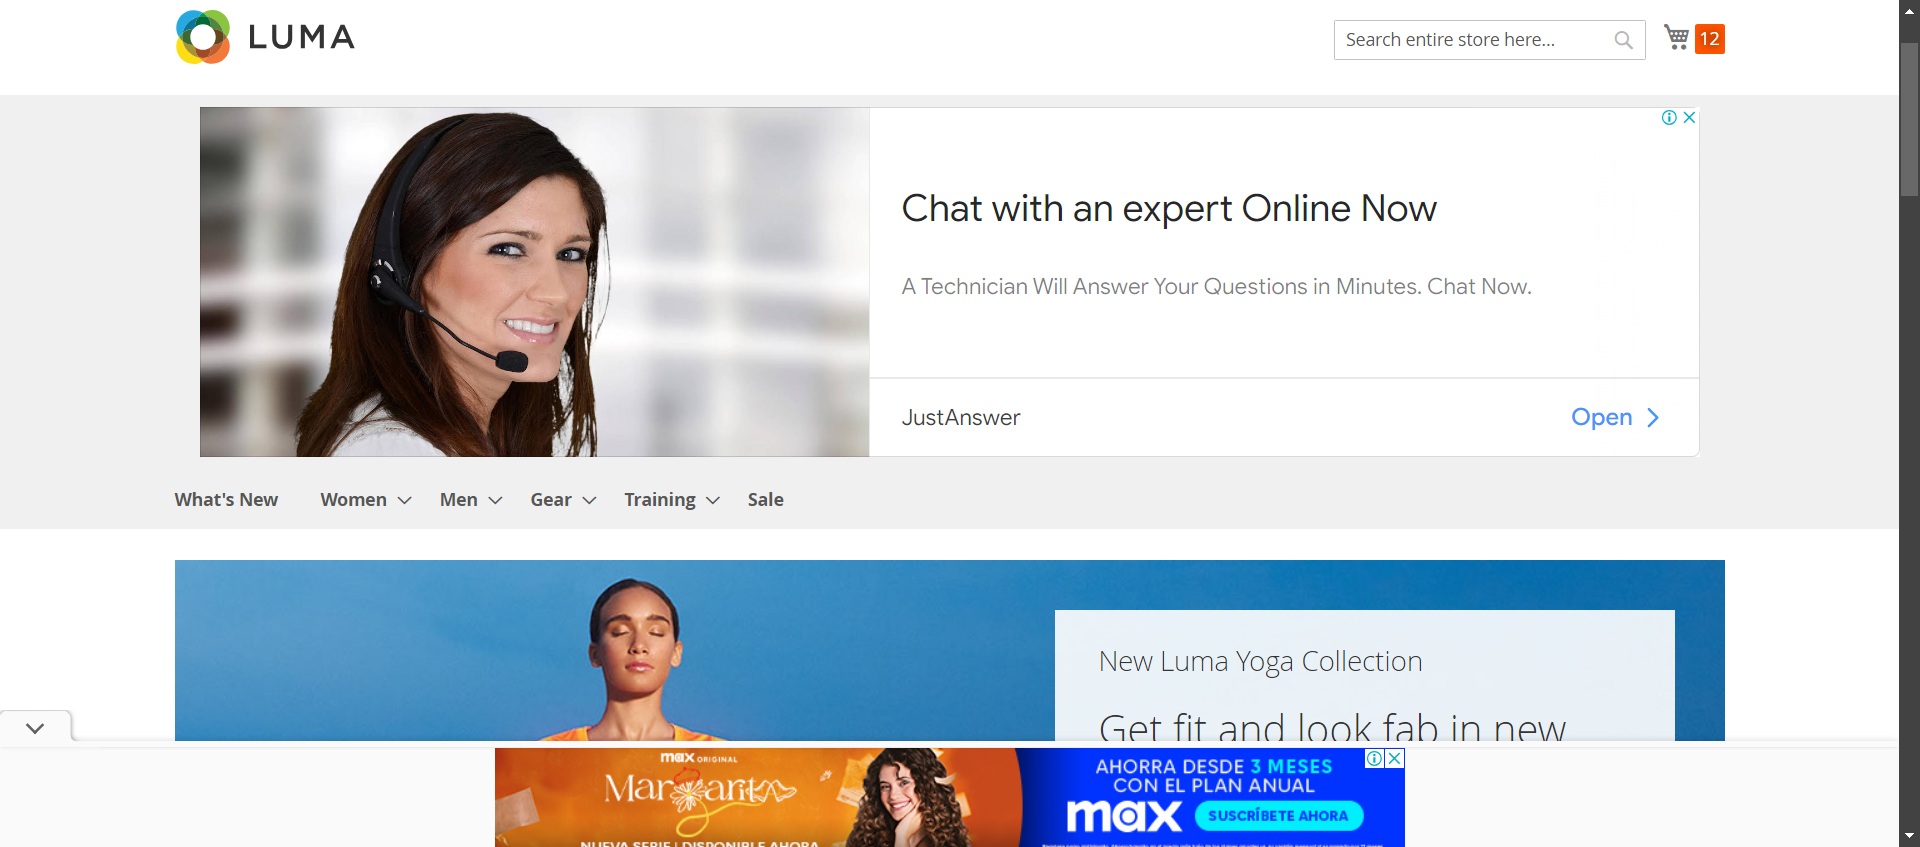 LUMA
Search entire store here...
12
Chat with an expert Online Now
A Technician Will Answer Your Questions in Minutes. Chat Now.
JustAnswer
Open
What's New
Women
Men
Gear
Training
Sale
New Luma Yoga Collection
Get fit and look fab in new
max ORIGINAL
Margarita
NUEVA SERIE | DISPONIBLE AHORA
AHORRA DESDE 3 MESES
CON EL PLAN ANUAL
max
SUSCRÍBETE AHORA